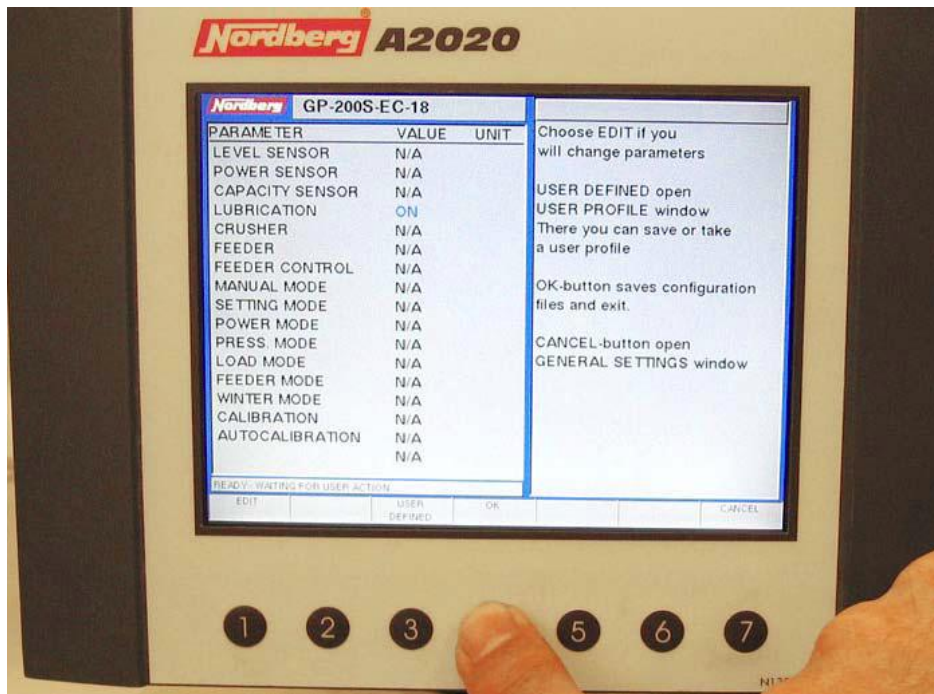 Nordberg A2020
Nordberg GP-200S-EC-18
PARAMETER VALUE UNIT
LEVEL SENSOR N/A
POWER SENSOR N/A
CAPACITY SENSOR N/A
LUBRICATION ON
CRUSHER N/A
FEEDER N/A
FEEDER CONTROL N/A
MANUAL MODE N/A
SETTING MODE N/A
POWER MODE N/A
PRESS. MODE N/A
LOAD MODE N/A
FEEDER MODE N/A
WINTER MODE N/A
CALIBRATION N/A
AUTOCALIBRATION N/A
N/A
READY - WAITING FOR USER ACTION
Choose EDIT if you
will change parameters
USER DEFINED open
USER PROFILE window
There you can save or take
a user profile
OK-button saves configuration
files and exit.
CANCEL-button open
GENERAL SETTINGS window
EDIT USER DEFINED OK CANCEL
1 2 3 5 6 7